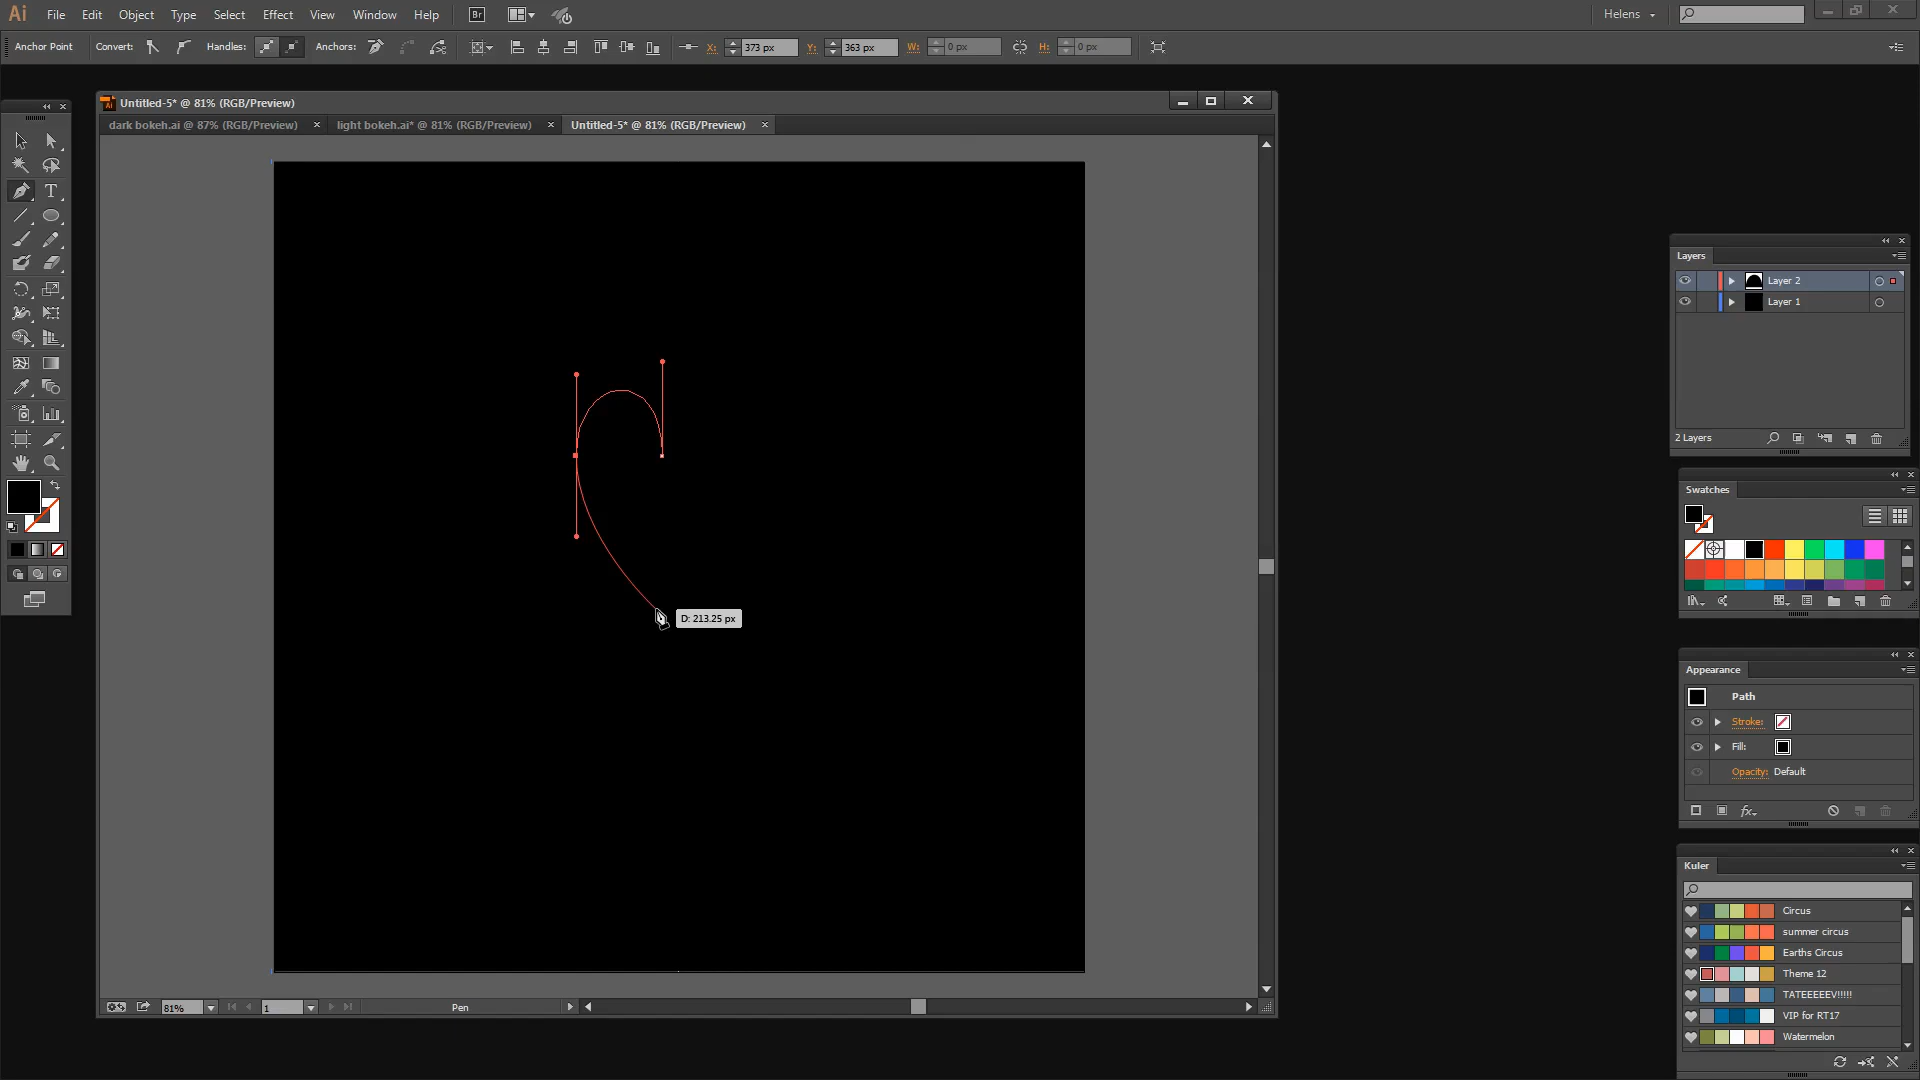 Ai File Edit Object Type Select Effect View Window Help Br Helens
Anchor Point Convert: Handles: Anchors: X: 373 px Y: 363 px W: 0 px H: 0 px
Untitled-5* @ 81% (RGB/Preview)
dark bokeh.ai @ 87% (RGB/Preview) × light bokeh.ai* @ 81% (RGB/Preview) × Untitled-5* @ 81% (RGB/Preview) ×
T
Layers
Layer 2
Layer 1
2 Layers
Swatches
D: 213.25 px
Appearance
Path
Stroke:
Fill:
Opacity: Default
fx
Kuler
Circus
summer circus
Earths Circus
Theme 12
TATEEEEEV!!!!!
VIP for RT17
Watermelon
81% 1 Pen